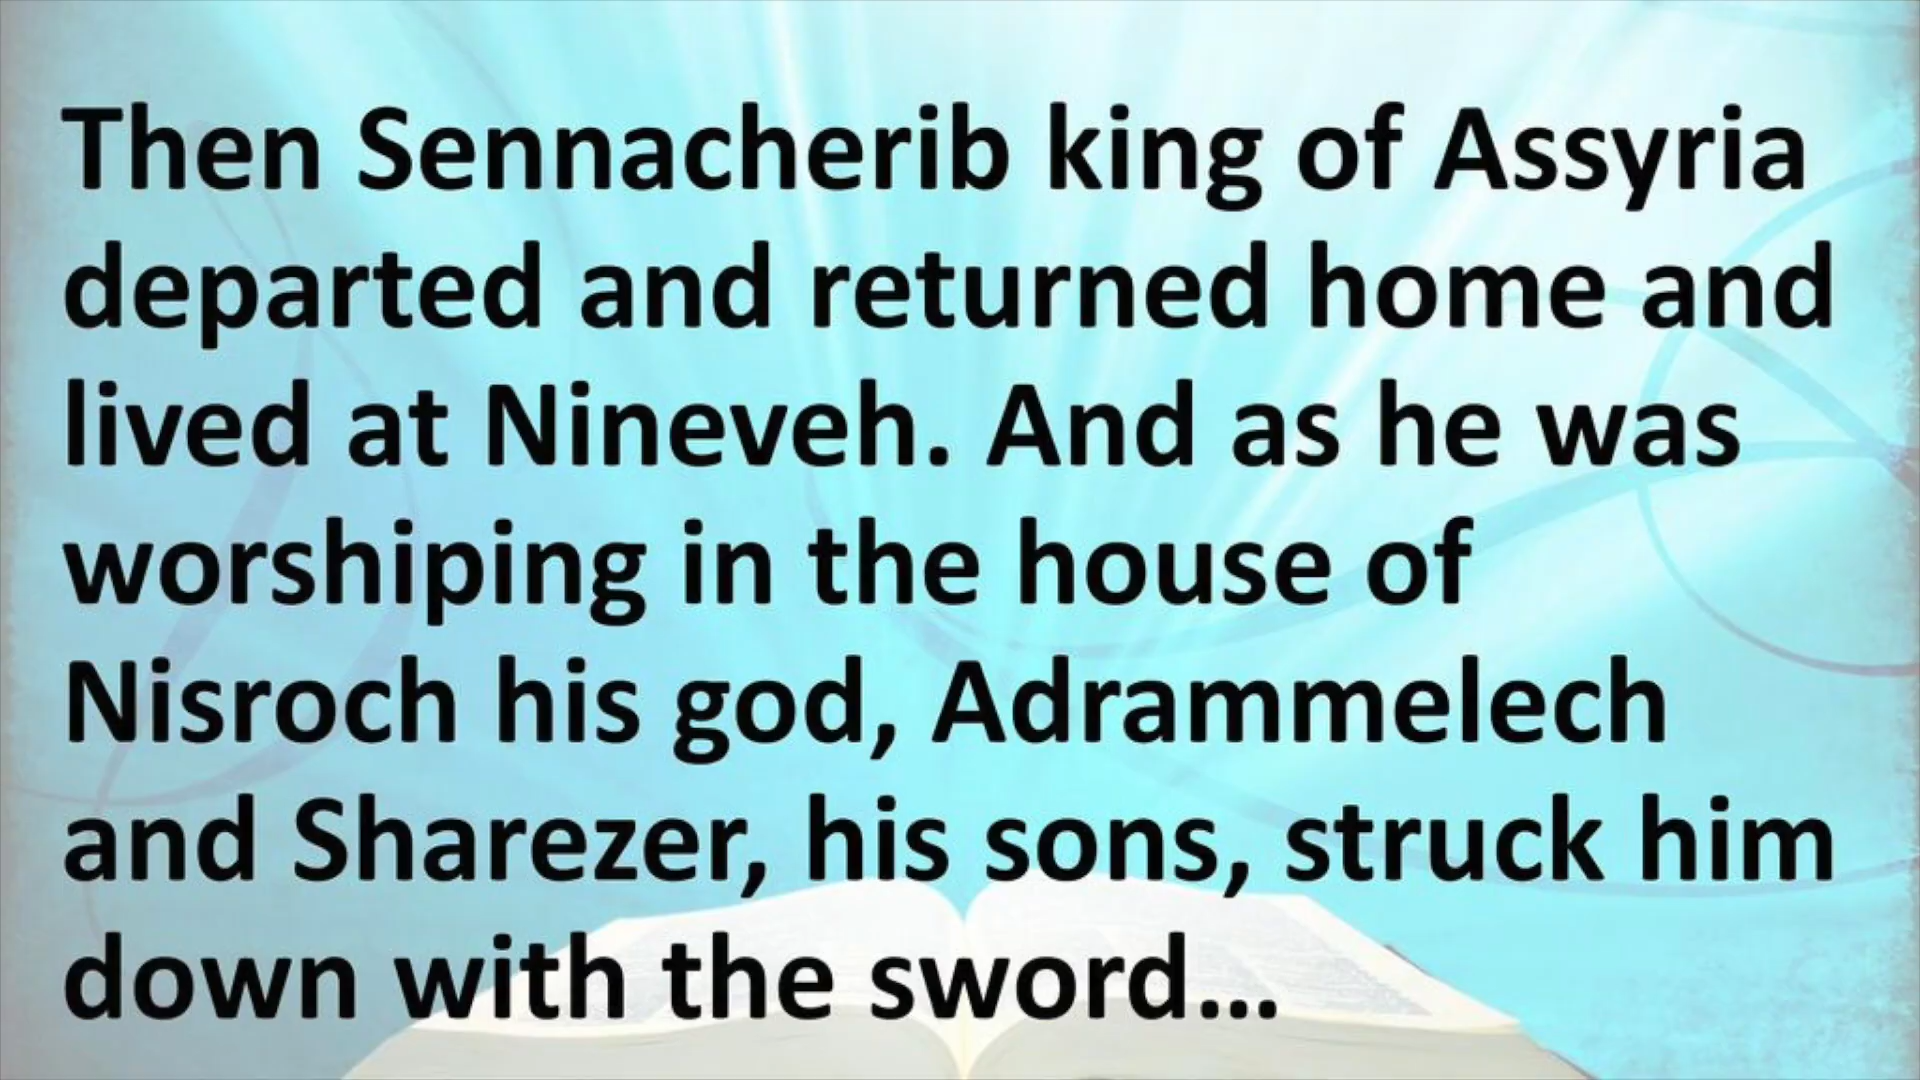 Then Sennacherib king of Assyria
departed and returned home and
lived at Nineveh. And as he was
worshiping in the house of
Nisroch his god, Adrammelech
and Sharezer, his sons, struck him
down with the sword...